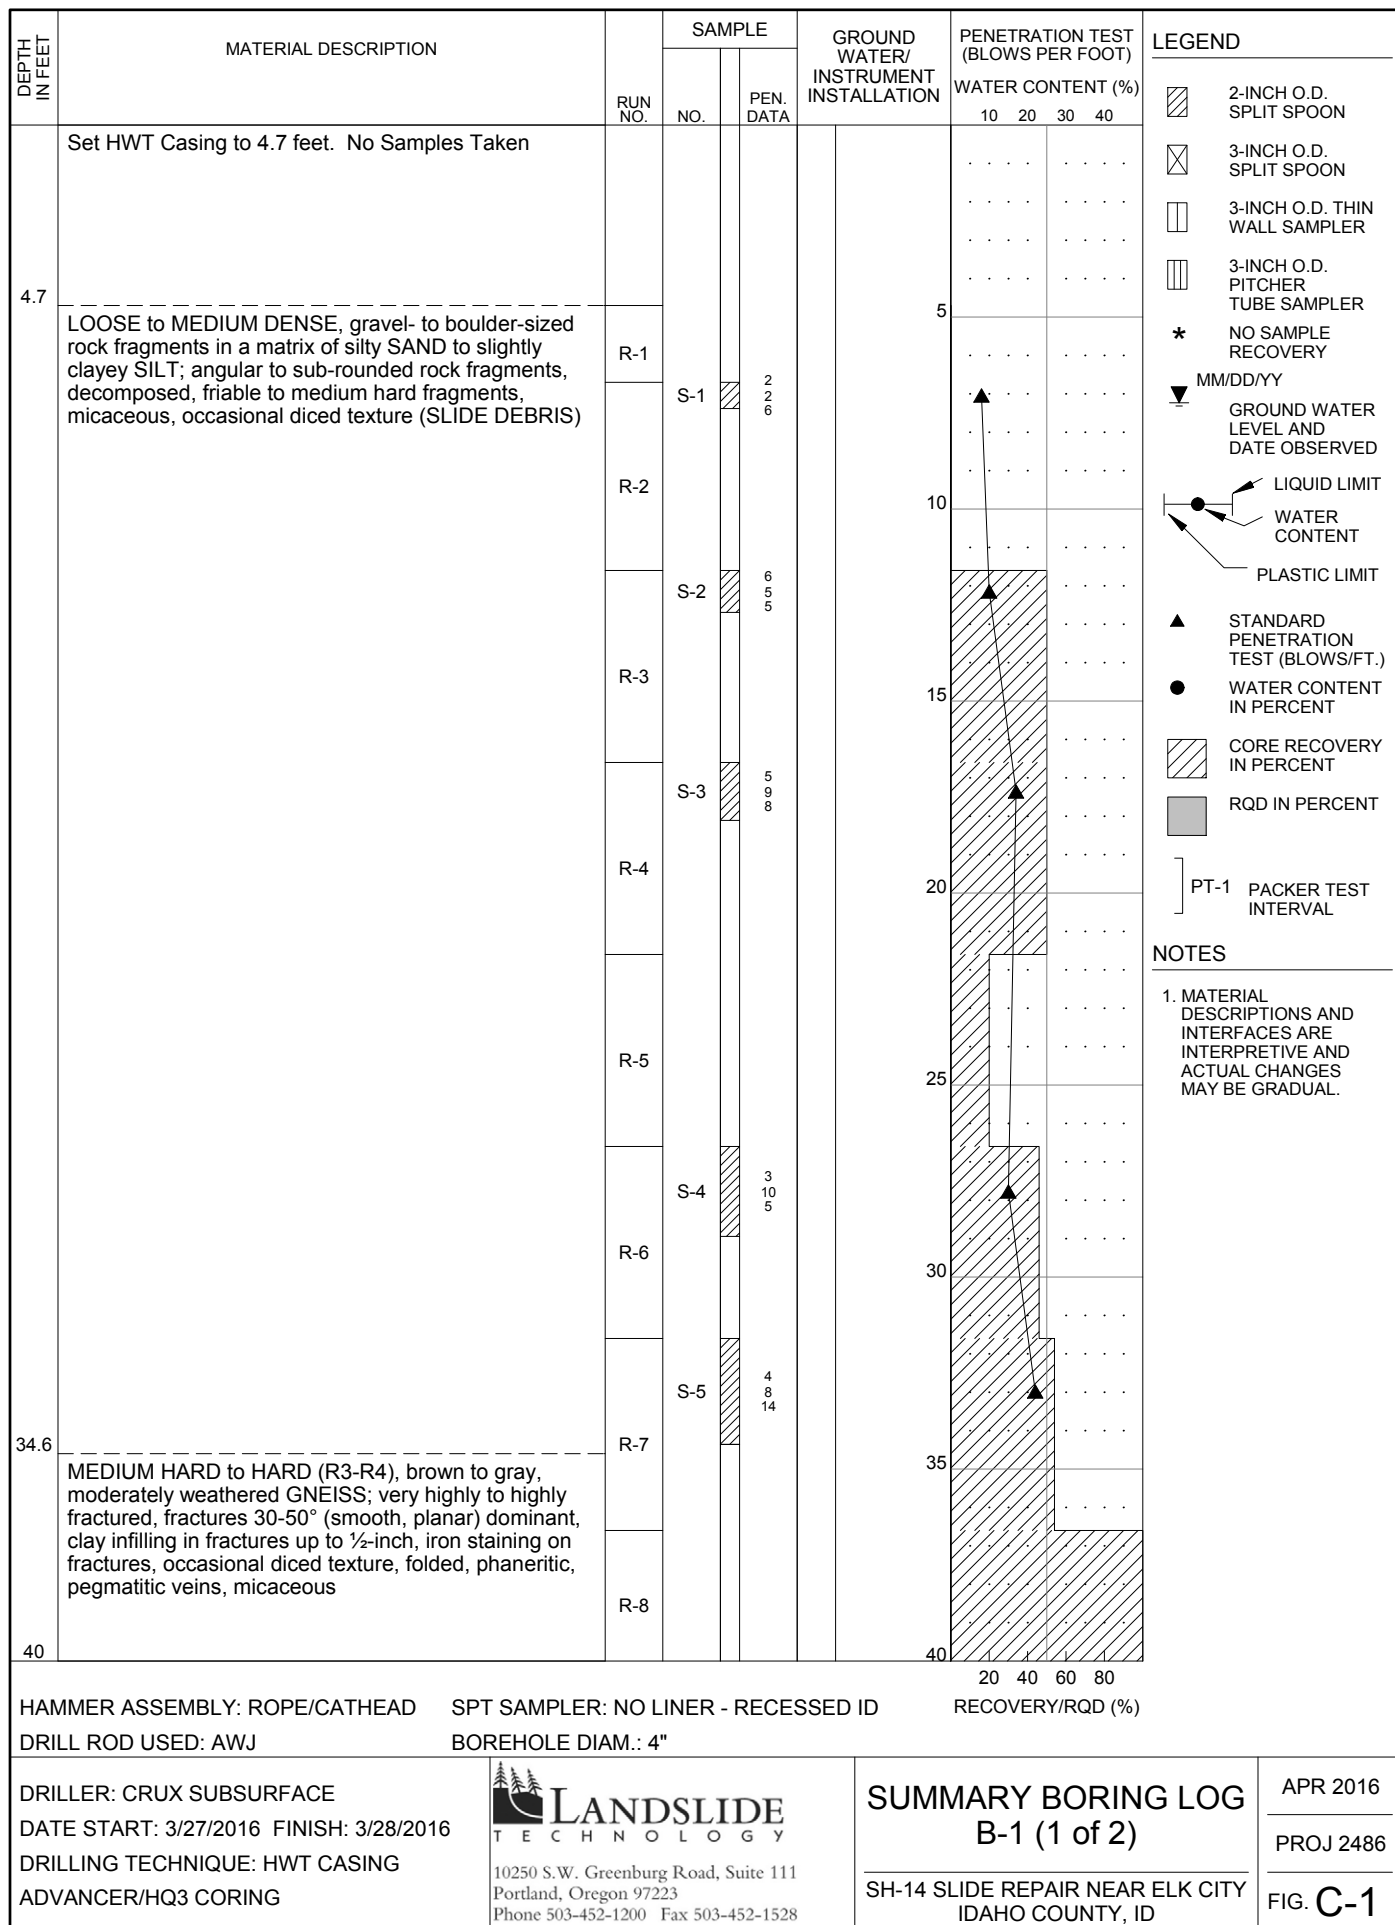 DEPTH
IN FEET
MATERIAL DESCRIPTION
RUN
NO.
SAMPLE
NO.
PEN.
DATA
GROUND
WATER/
INSTRUMENT
INSTALLATION
PENETRATION TEST
(BLOWS PER FOOT)
WATER CONTENT (%)
10 20 30 40
Set HWT Casing to 4.7 feet. No Samples Taken
4.7
LOOSE to MEDIUM DENSE, gravel- to boulder-sized
rock fragments in a matrix of silty SAND to slightly
clayey SILT; angular to sub-rounded rock fragments,
decomposed, friable to medium hard fragments,
micaceous, occasional diced texture (SLIDE DEBRIS)
34.6
MEDIUM HARD to HARD (R3-R4), brown to gray,
moderately weathered GNEISS; very highly to highly
fractured, fractures 30-50° (smooth, planar) dominant,
clay infilling in fractures up to ½-inch, iron staining on
fractures, occasional diced texture, folded, phaneritic,
pegmatitic veins, micaceous
40
R-1
R-2
R-3
R-4
R-5
R-6
R-7
R-8
S-1
2
2
6
S-2
6
5
5
S-3
5
9
8
S-4
3
10
5
S-5
4
8
14
5
10
15
20
25
30
35
40
20 40 60 80
RECOVERY/RQD (%)
LEGEND
2-INCH O.D.
SPLIT SPOON
3-INCH O.D.
SPLIT SPOON
3-INCH O.D. THIN
WALL SAMPLER
3-INCH O.D.
PITCHER
TUBE SAMPLER
* NO SAMPLE
RECOVERY
MM/DD/YY
GROUND WATER
LEVEL AND
DATE OBSERVED
LIQUID LIMIT
WATER
CONTENT
PLASTIC LIMIT
STANDARD
PENETRATION
TEST (BLOWS/FT.)
WATER CONTENT
IN PERCENT
CORE RECOVERY
IN PERCENT
RQD IN PERCENT
PT-1 PACKER TEST
INTERVAL
NOTES
1. MATERIAL
DESCRIPTIONS AND
INTERFACES ARE
INTERPRETIVE AND
ACTUAL CHANGES
MAY BE GRADUAL.
HAMMER ASSEMBLY: ROPE/CATHEAD SPT SAMPLER: NO LINER - RECESSED ID
DRILL ROD USED: AWJ BOREHOLE DIAM.: 4"
DRILLER: CRUX SUBSURFACE
DATE START: 3/27/2016 FINISH: 3/28/2016
DRILLING TECHNIQUE: HWT CASING
ADVANCER/HQ3 CORING
LANDSLIDE
TECHNOLOGY
10250 S.W. Greenburg Road, Suite 111
Portland, Oregon 97223
Phone 503-452-1200 Fax 503-452-1528
SUMMARY BORING LOG
B-1 (1 of 2)
SH-14 SLIDE REPAIR NEAR ELK CITY
IDAHO COUNTY, ID
APR 2016
PROJ 2486
FIG. C-1